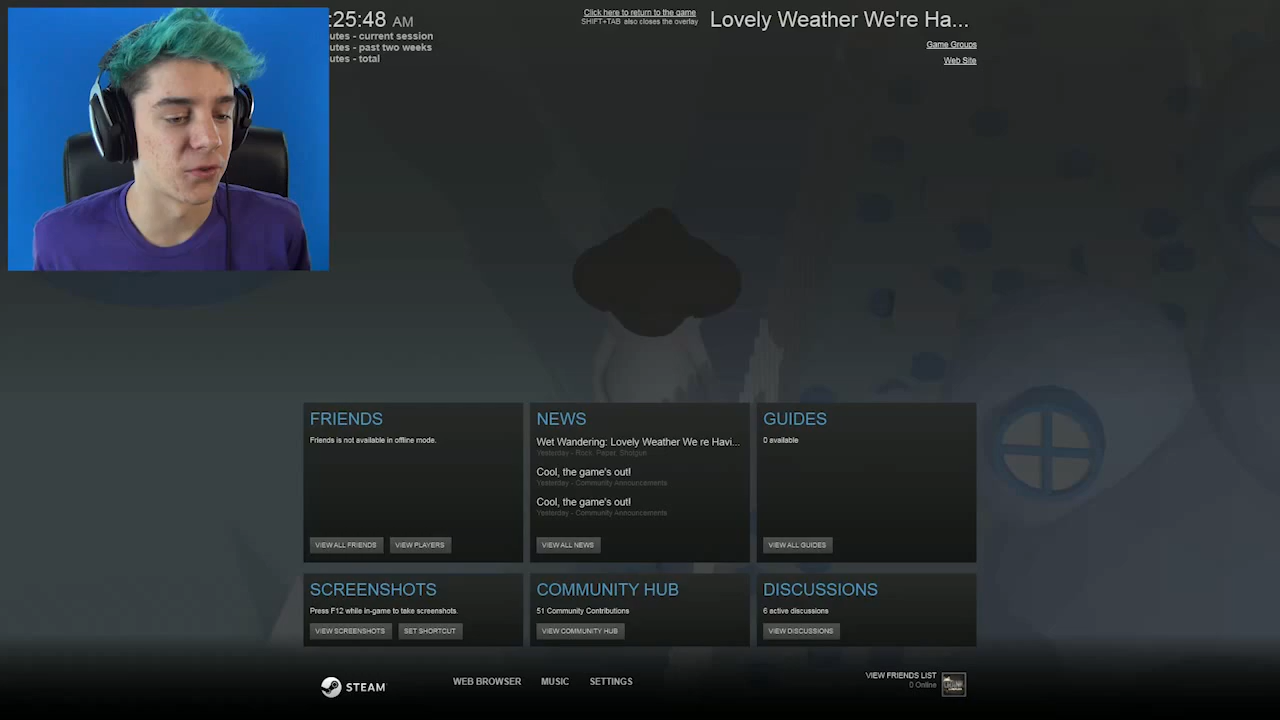 :25:48 AM
utes - current session
utes - past two weeks
utes - total
Click here to return to the game
SHIFT+TAB also closes the overlay
Lovely Weather We're Ha...
Game Groups
Web Site
FRIENDS
Friends is not available in offline mode.
VIEW ALL FRIENDS
VIEW PLAYERS
NEWS
Wet Wandering: Lovely Weather We re Havi...
Yesterday - Rock, Paper, Shotgun
Cool, the game's out!
Yesterday - Community Announcements
Cool, the game's out!
Yesterday - Community Announcements
VIEW ALL NEWS
GUIDES
0 available
VIEW ALL GUIDES
SCREENSHOTS
Press F12 while in-game to take screenshots.
VIEW SCREENSHOTS
SET SHORTCUT
COMMUNITY HUB
51 Community Contributions
VIEW COMMUNITY HUB
DISCUSSIONS
6 active discussions
VIEW DISCUSSIONS
STEAM
WEB BROWSER
MUSIC
SETTINGS
VIEW FRIENDS LIST
0 Online